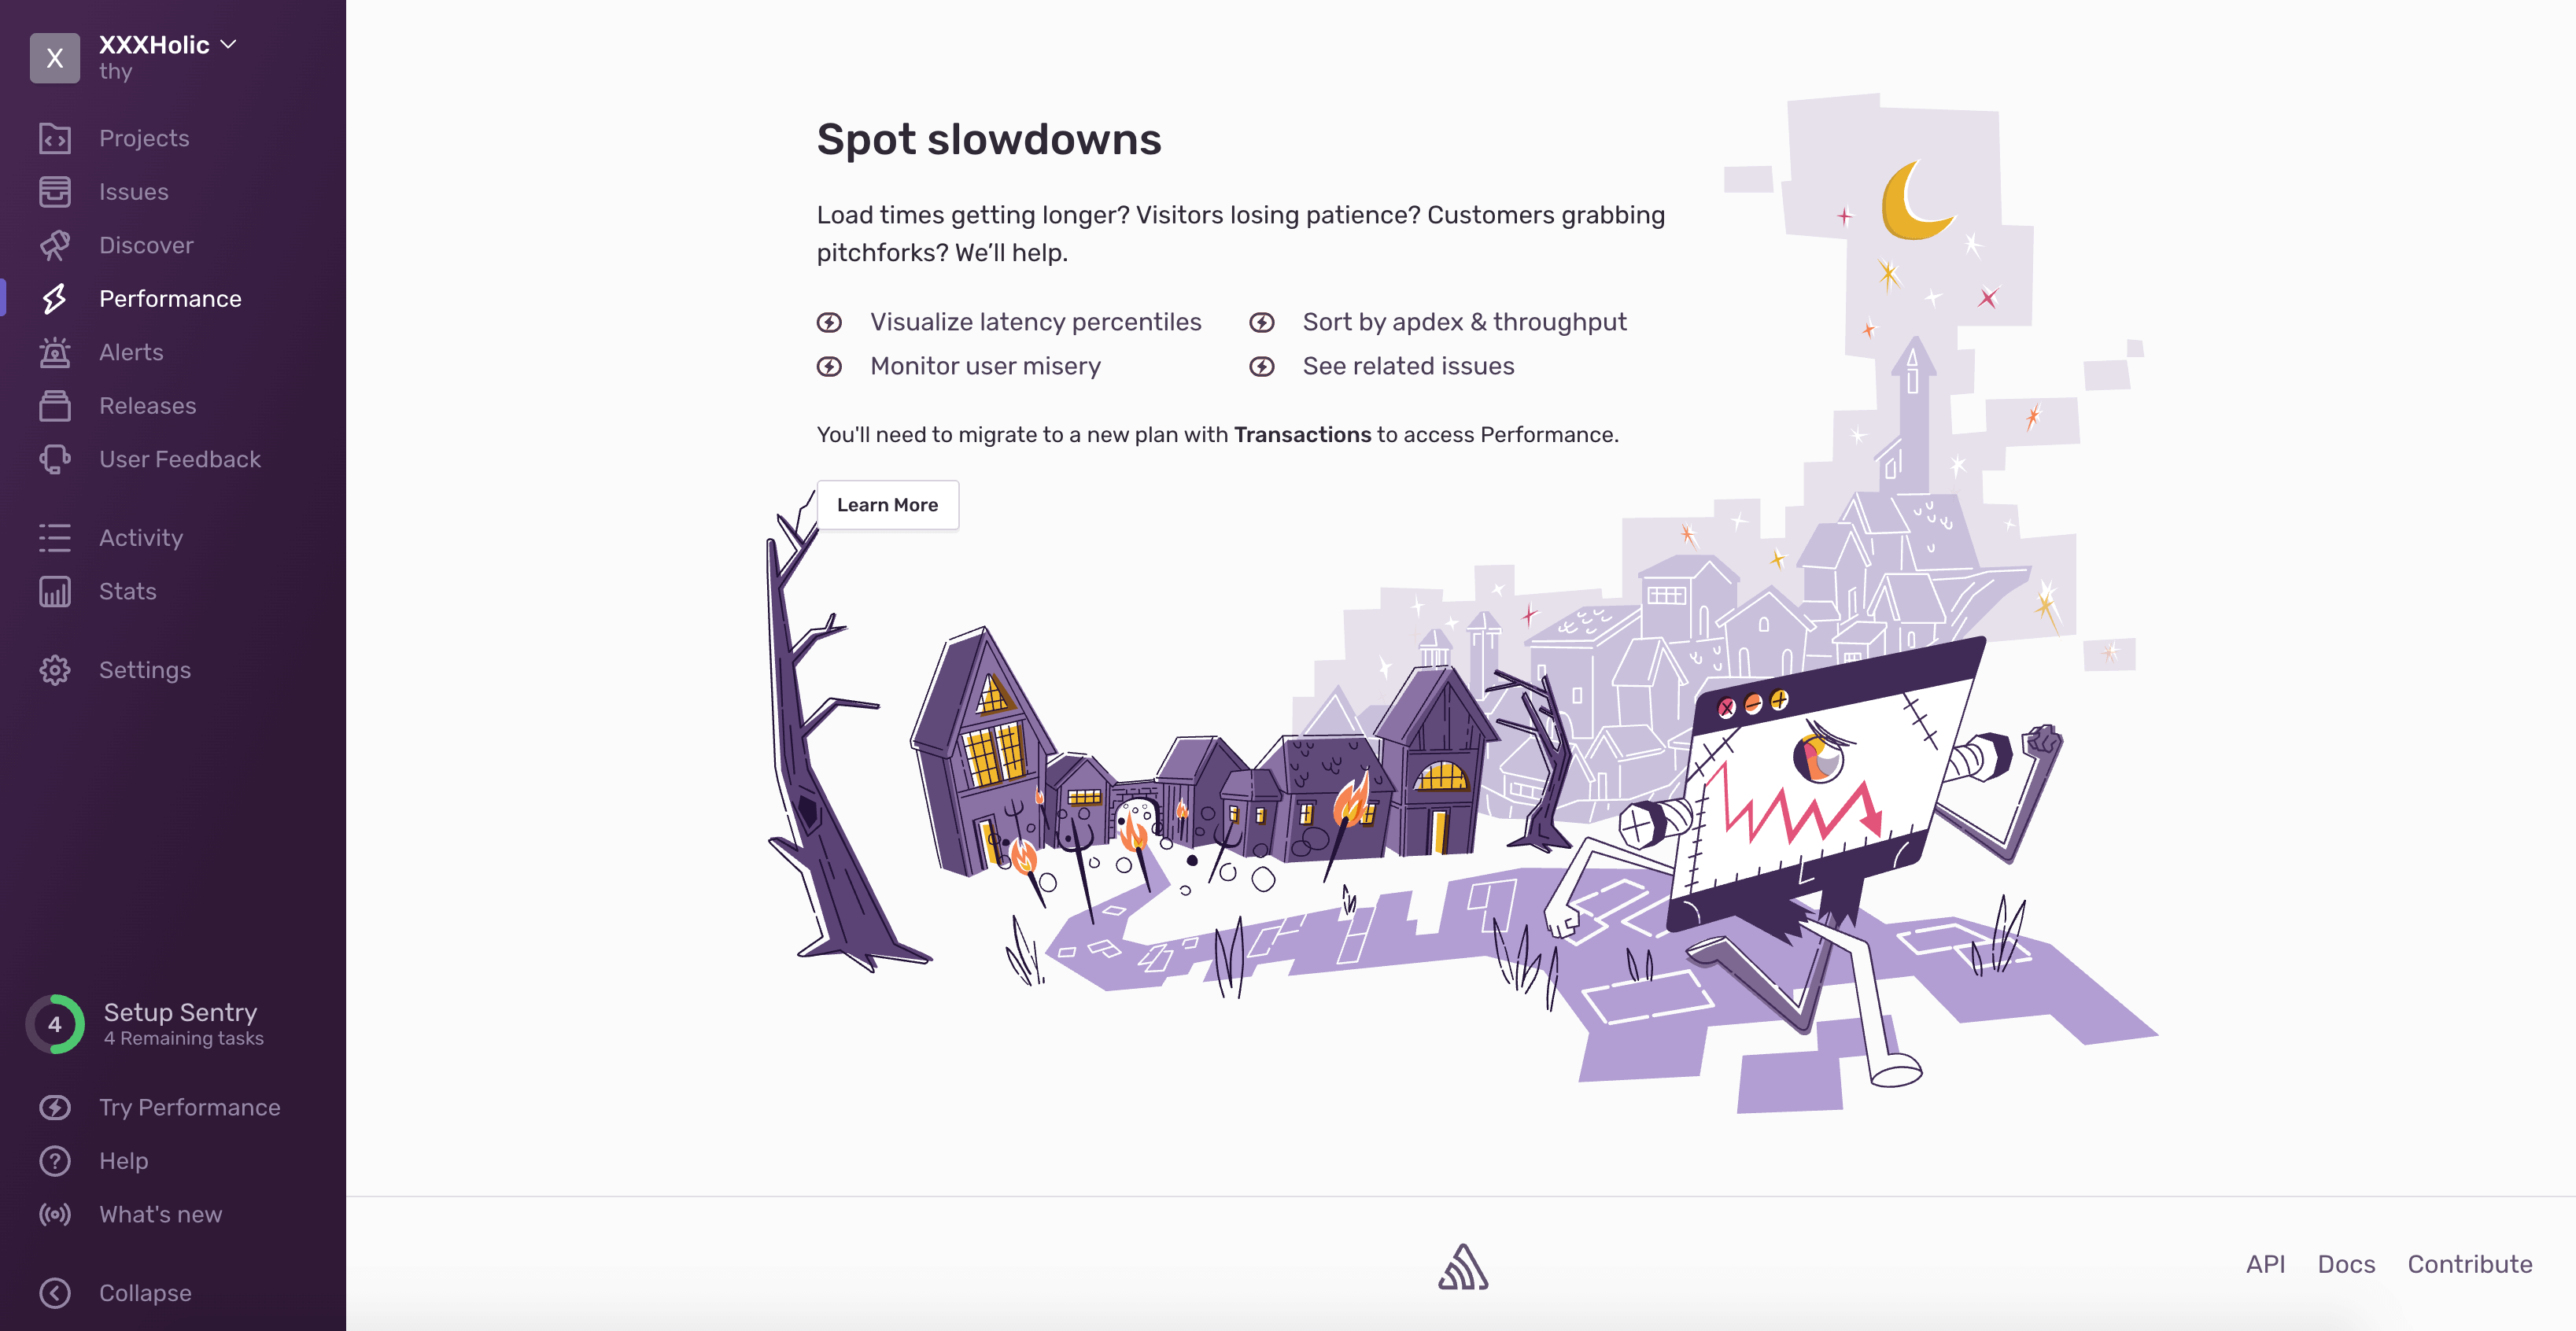 X
XXXHolic
thy
Projects
Issues
Discover
Performance
Alerts
Releases
User Feedback
Activity
Stats
Settings
4
Setup Sentry
4 Remaining tasks
Try Performance
Help
What's new
Collapse
Spot slowdowns
Load times getting longer? Visitors losing patience? Customers grabbing
pitchforks? We’ll help.
Visualize latency percentiles
Sort by apdex & throughput
Monitor user misery
See related issues
You'll need to migrate to a new plan with Transactions to access Performance.
Learn More
API Docs Contribute